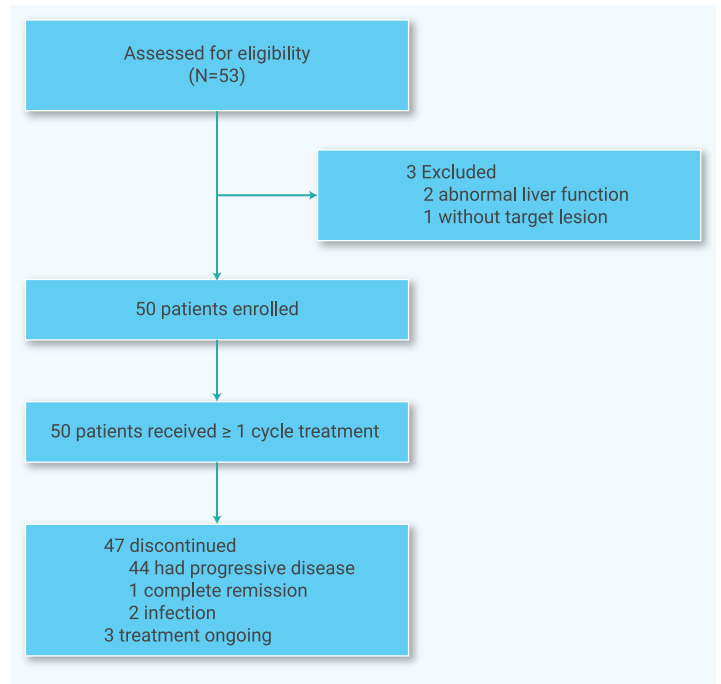 Assessed for eligibility
(N=53)
3 Excluded
2 abnormal liver function
1 without target lesion
50 patients enrolled
50 patients received ≥ 1 cycle treatment
47 discontinued
44 had progressive disease
1 complete remission
2 infection
3 treatment ongoing